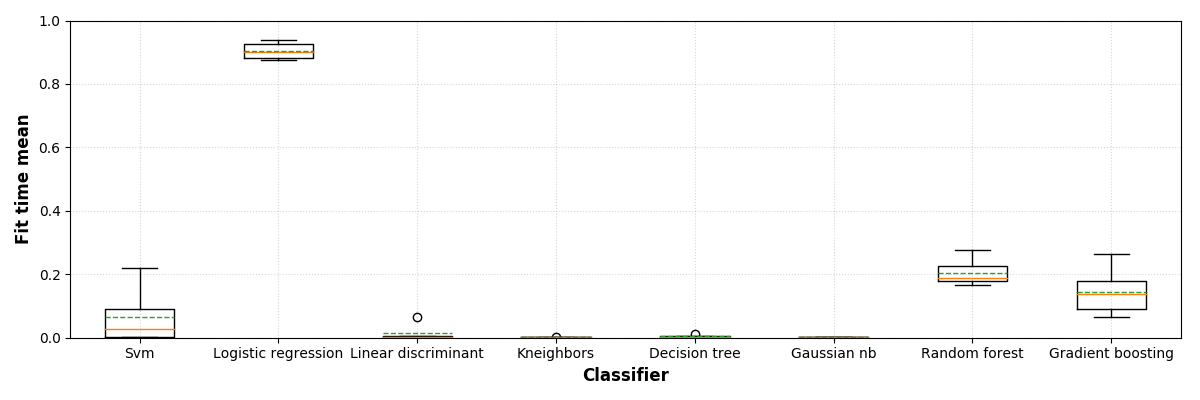 1.0
0.8
0.6
0.4
0.2
0.0
Fit time mean
Svm Logistic regression Linear discriminant Kneighbors Decision tree Gaussian nb Random forest Gradient boosting
Classifier